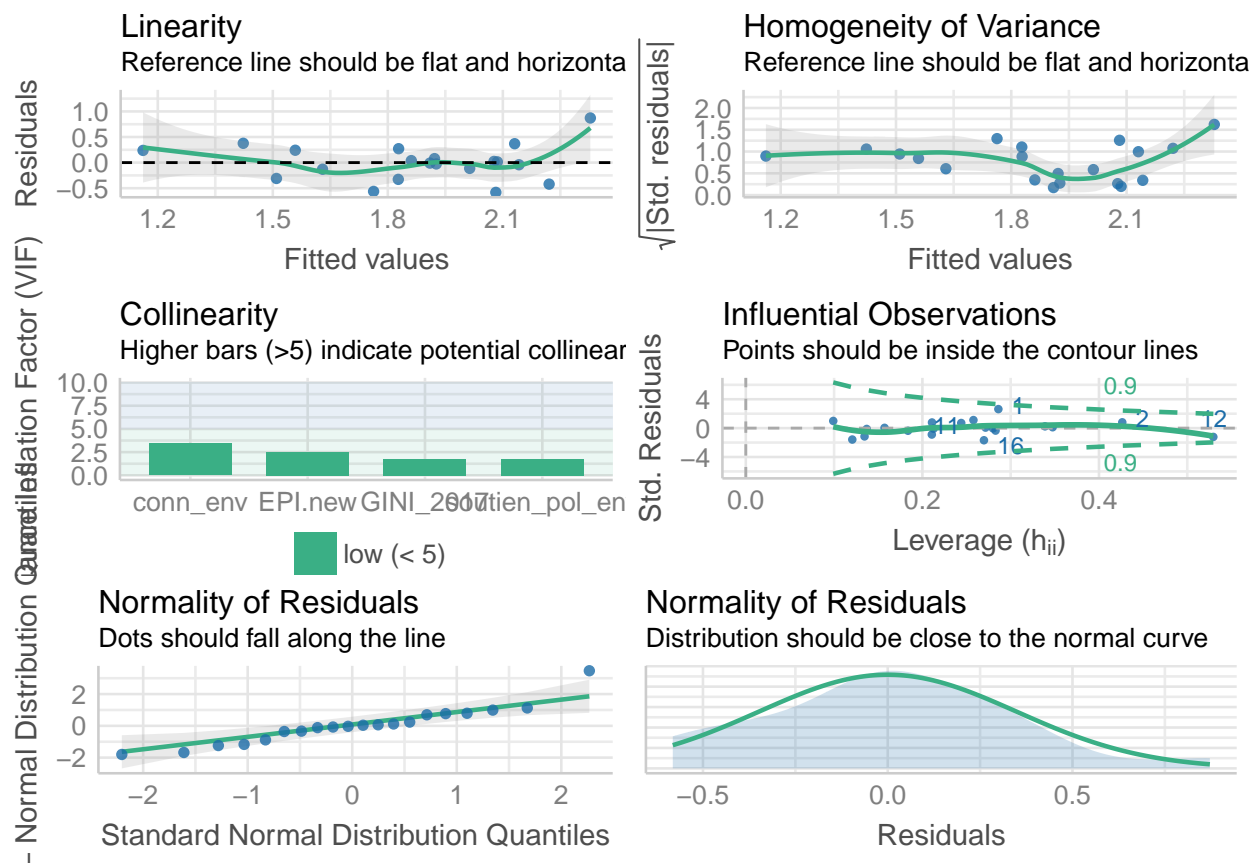 Linearity
Reference line should be flat and horizonta
Residuals
1.0
0.5
0.0
−0.5
1.2 1.5 1.8 2.1
Fitted values
Homogeneity of Variance
Reference line should be flat and horizonta
√|Std. residuals|
2.0
1.5
1.0
0.5
0.0
1.2 1.5 1.8 2.1
Fitted values
Collinearity
Higher bars (>5) indicate potential collinear
Factor (VIF)
10.0
7.5
5.0
2.5
0.0
conn_env EPI.new GINI_2017 soutien_pol_en
low (< 5)
Influential Observations
Points should be inside the contour lines
Std. Residuals
4
0
−4
0.9
1
11
2
12
16
0.9
0.0 0.2 0.4
Leverage (hii)
Normality of Residuals
Dots should fall along the line
− Normal Distribution Quantiles
2
0
−2
−2 −1 0 1 2
Standard Normal Distribution Quantiles
Normality of Residuals
Distribution should be close to the normal curve
−0.5 0.0 0.5
Residuals